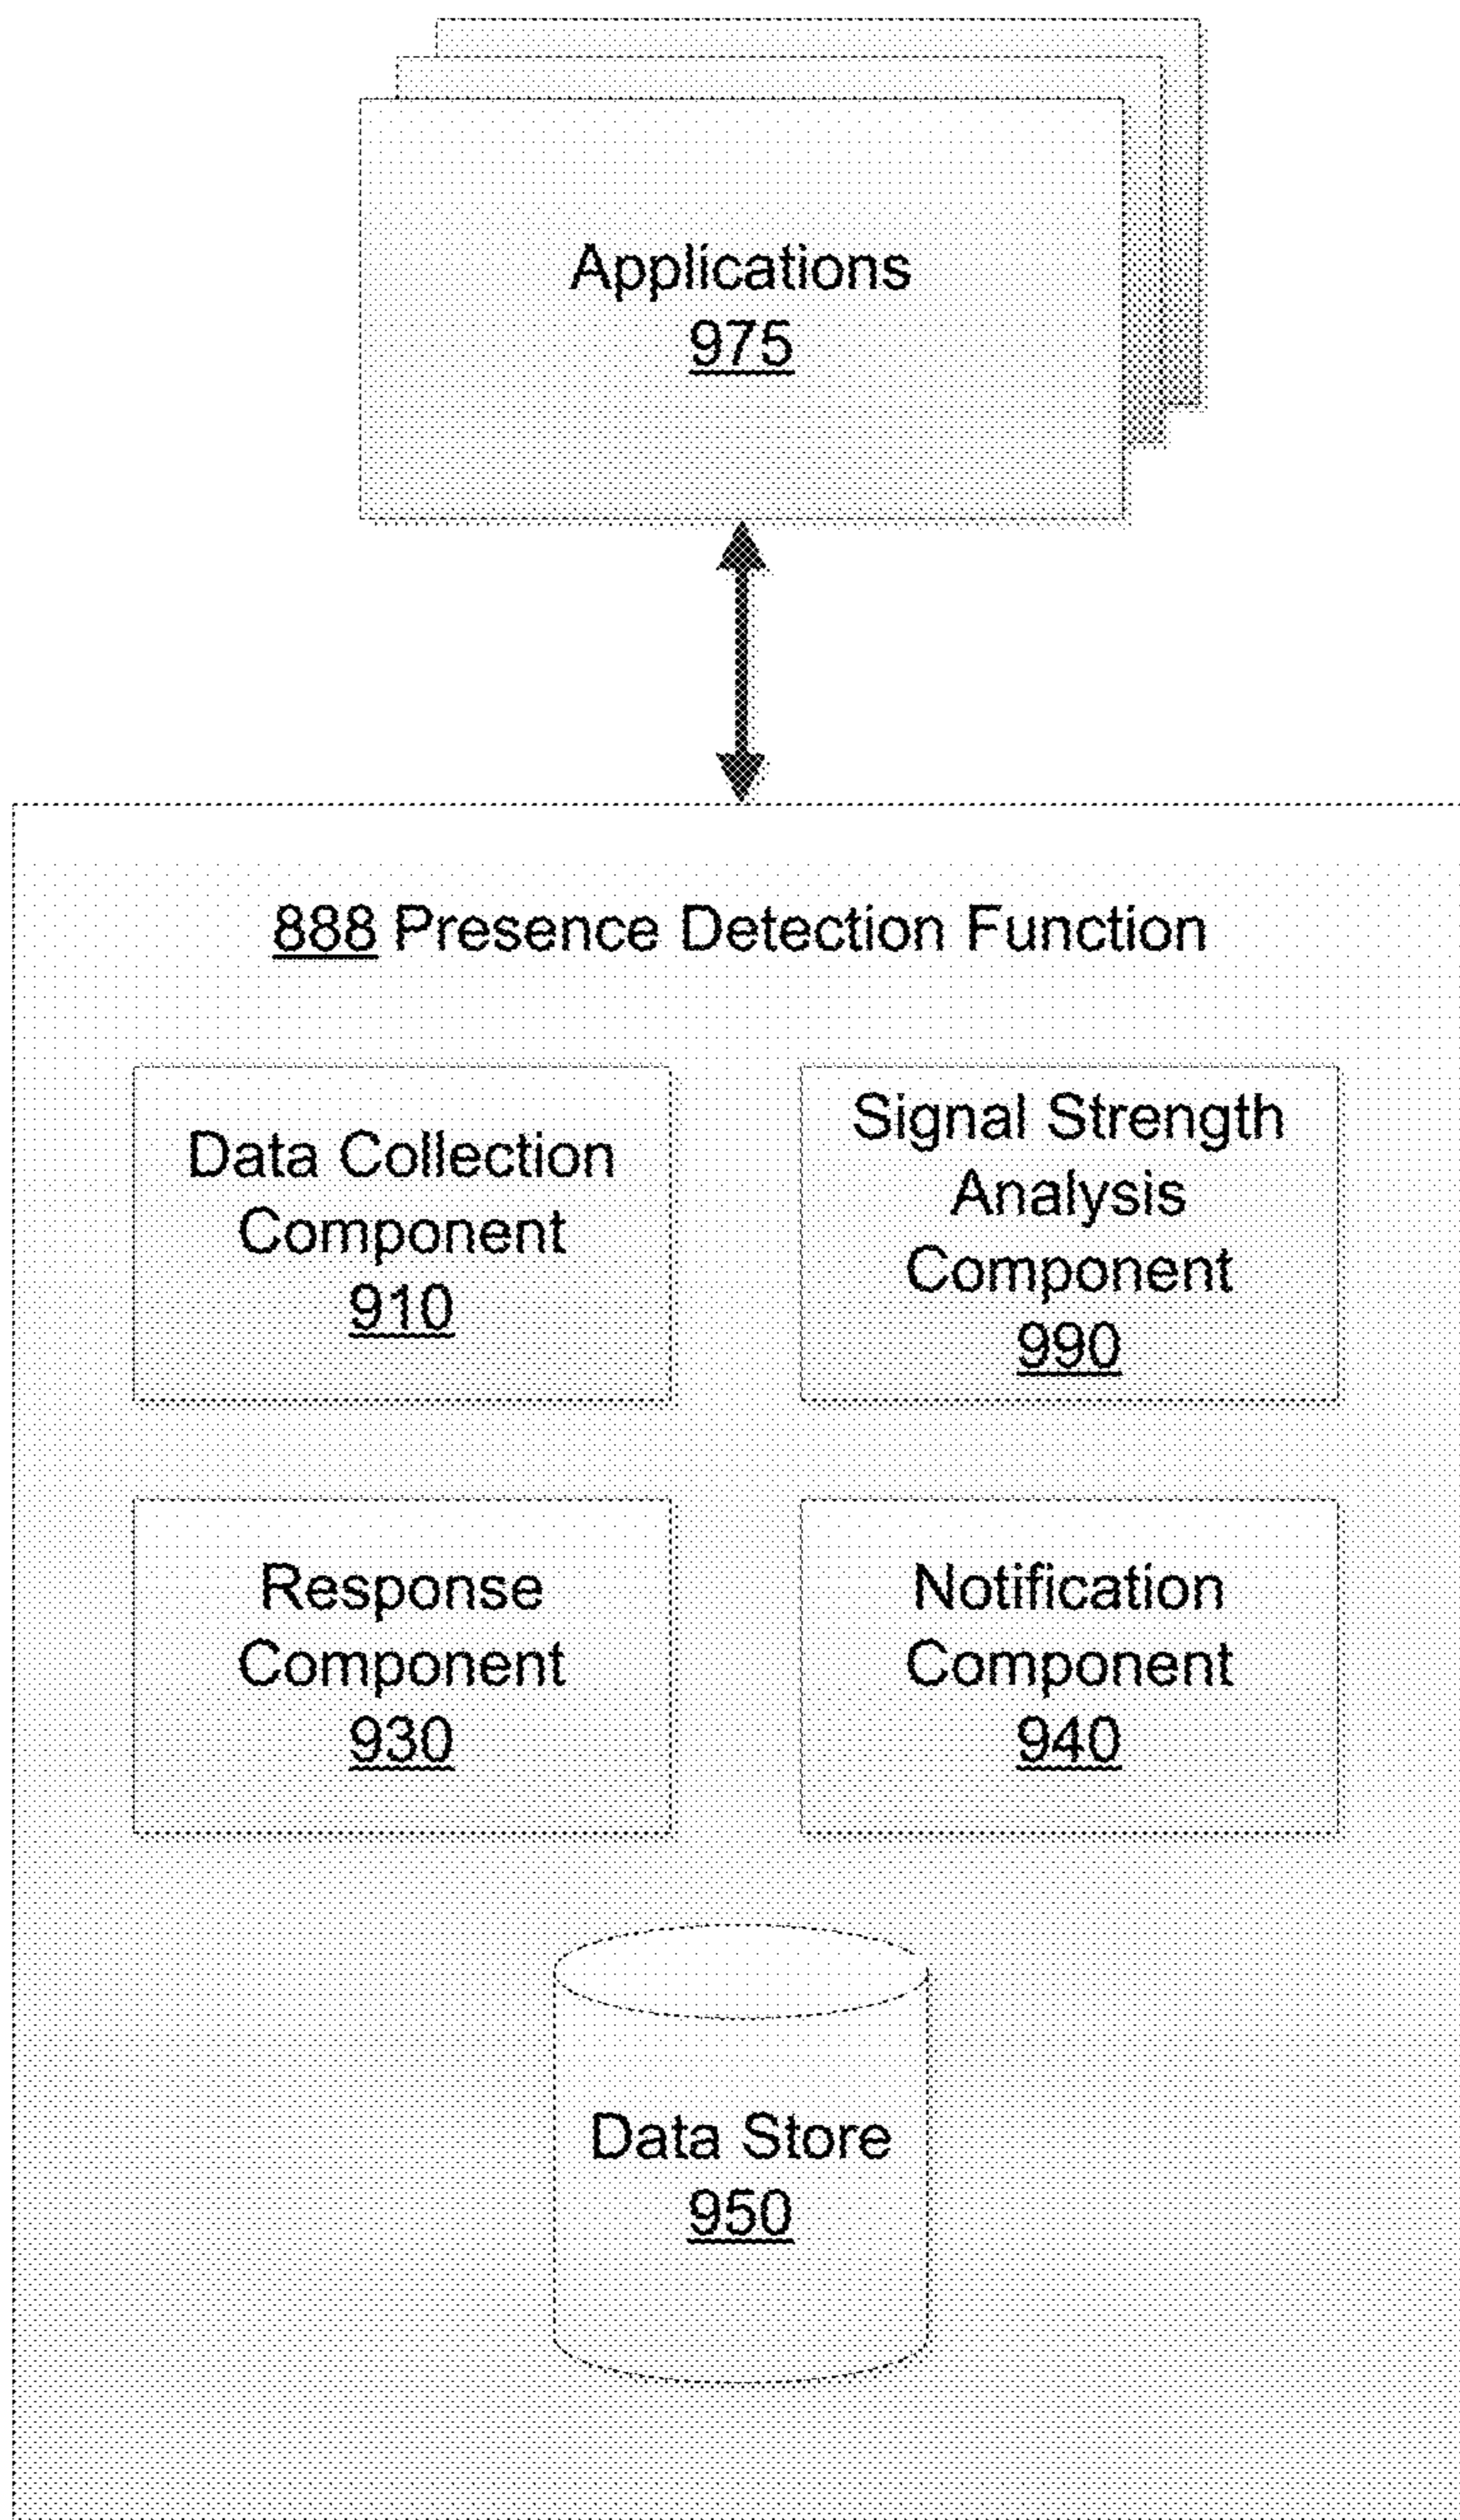 Applications
975
888 Presence Detection Function
Data Collection
Component
910
Signal Strength
Analysis
Component
990
Response
Component
930
Notification
Component
940
Data Store
950